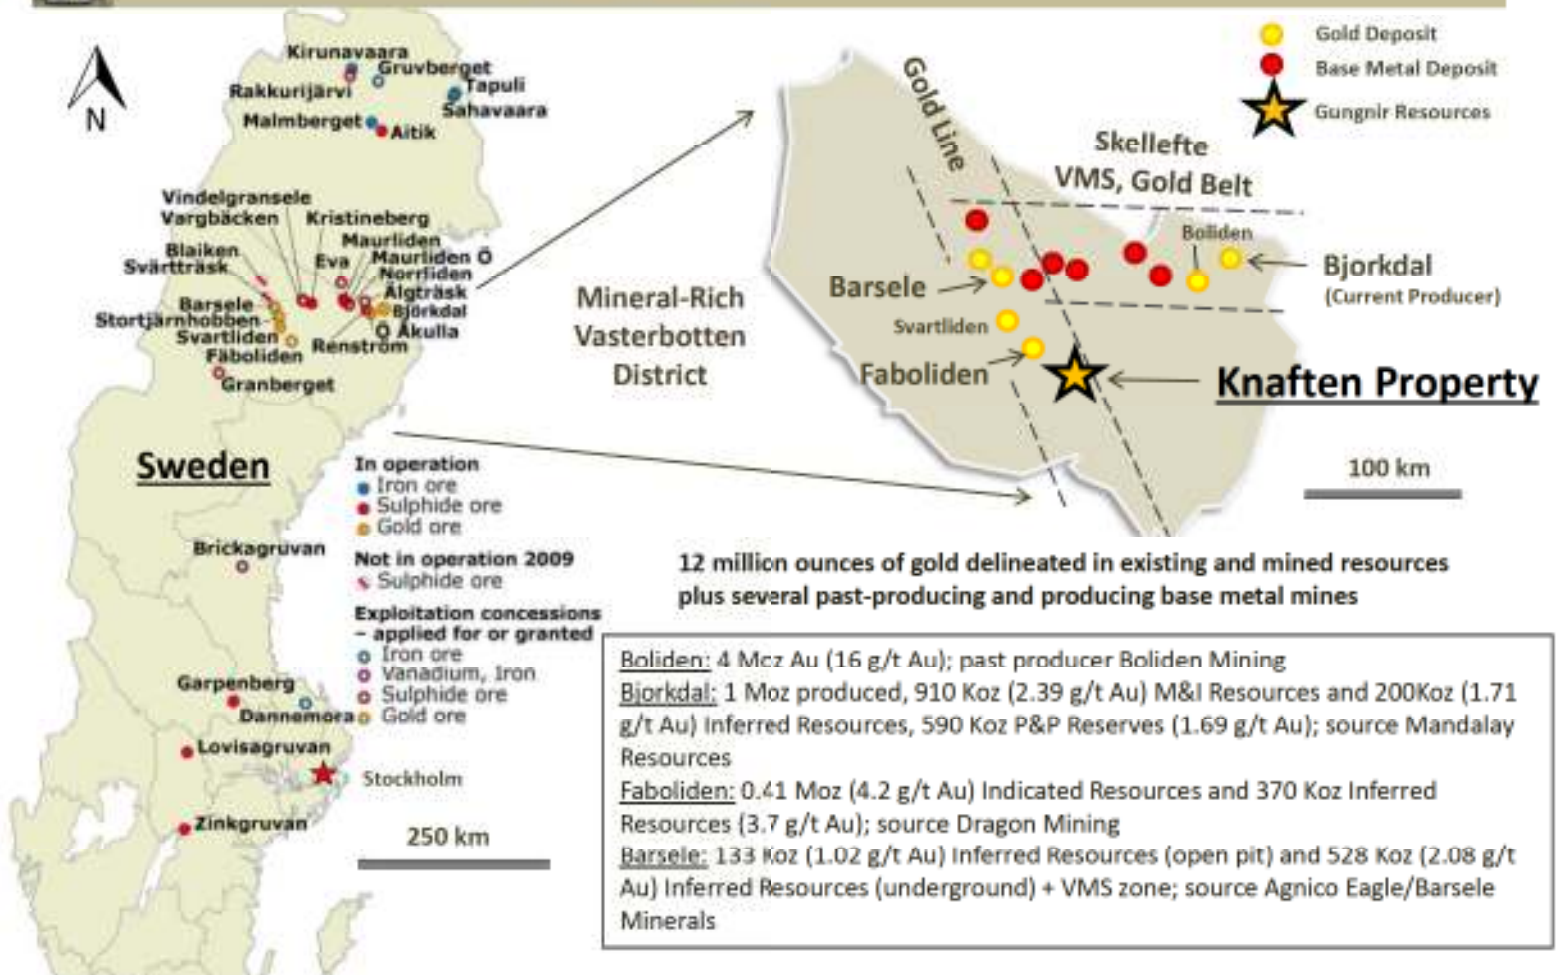 N
Kirunavaara
Gruvberget
Rakkurijärvi
Tapuli
Sahavaara
Malmberget
Aitik
Vindelgransele
Vargbäcken
Kristineberg
Maurliden
Blaiken
Maurliden Ö
Svärtträsk
Eva
Norrliden
Älgträsk
Barsele
Björkdal
Stortjärnhobben
Åkulla
Svartliden
Renström
Fäboliden
Granberget
Sweden
In operation
Iron ore
Sulphide ore
Gold ore
Brickagruvan
Not in operation 2009
Sulphide ore
Exploitation concessions
– applied for or granted
Iron ore
Vanadium, Iron
Sulphide ore
Gold ore
Garpenberg
Dannemora
Lovisagruvan
Stockholm
Zinkgruvan
250 km
Mineral-Rich
Vasterbotten
District
Gold Deposit
Base Metal Deposit
Gungnir Resources
Gold Line
Skellefte
VMS, Gold Belt
Boliden
Bjorkdal
(Current Producer)
Barsele
Svartliden
Faboliden
Knaften Property
100 km
12 million ounces of gold delineated in existing and mined resources
plus several past-producing and producing base metal mines
Boliden: 4 Moz Au (16 g/t Au); past producer Boliden Mining
Bjorkdal: 1 Moz produced, 910 Koz (2.39 g/t Au) M&I Resources and 200Koz (1.71
g/t Au) Inferred Resources, 590 Koz P&P Reserves (1.69 g/t Au); source Mandalay
Resources
Faboliden: 0.41 Moz (4.2 g/t Au) Indicated Resources and 370 Koz Inferred
Resources (3.7 g/t Au); source Dragon Mining
Barsele: 133 Koz (1.02 g/t Au) Inferred Resources (open pit) and 528 Koz (2.08 g/t
Au) Inferred Resources (underground) + VMS zone; source Agnico Eagle/Barsele
Minerals